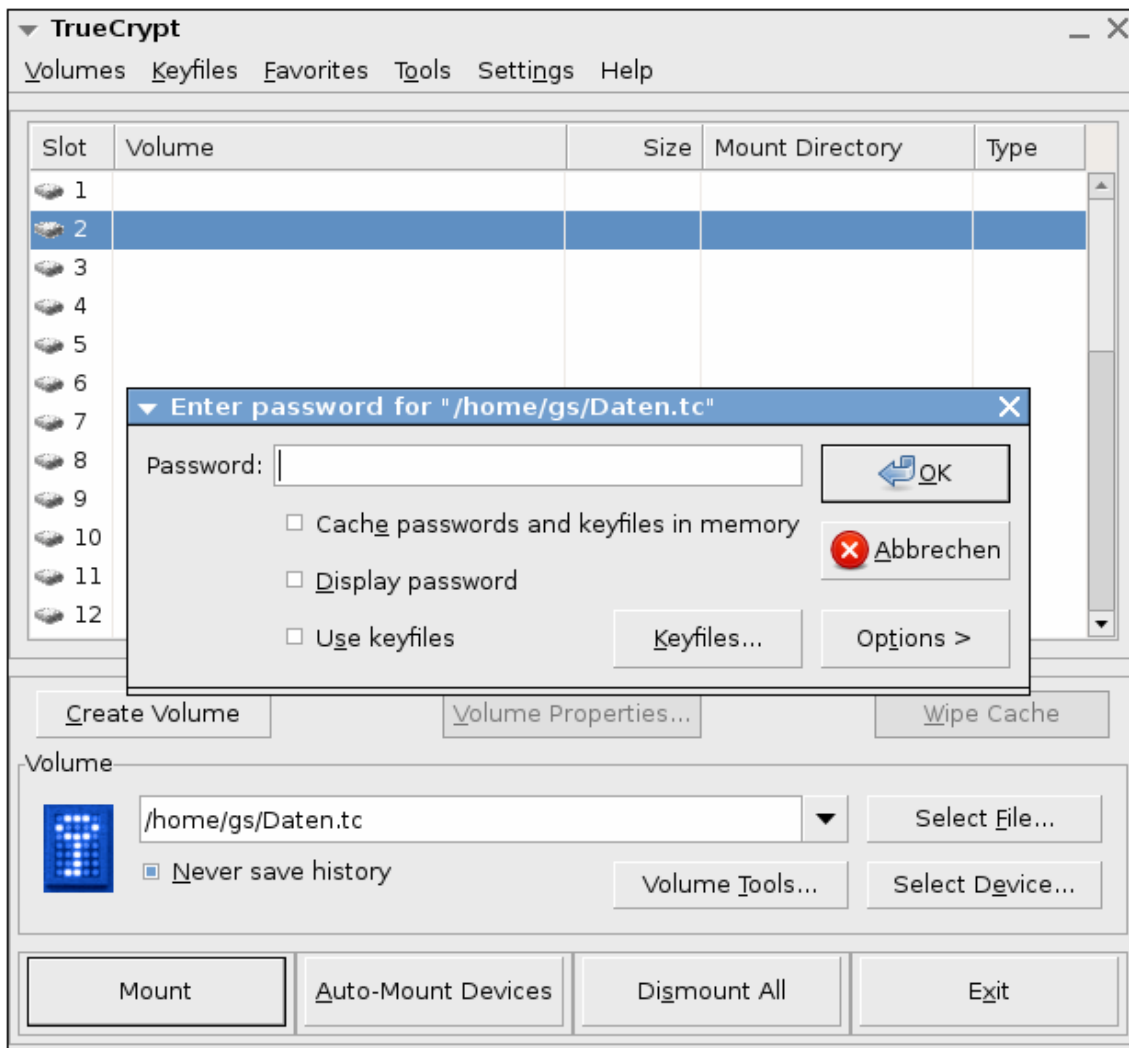 TrueCrypt
Volumes Keyfiles Favorites Tools Settings Help
Slot Volume Size Mount Directory Type
1
2
3
4
5
6
7
8
9
10
11
12
Enter password for "/home/gs/Daten.tc"
Password:
OK
Cache passwords and keyfiles in memory
Abbrechen
Display password
Use keyfiles Keyfiles... Options >
Create Volume Volume Properties... Wipe Cache
Volume
/home/gs/Daten.tc Select File...
Never save history
Volume Tools... Select Device...
Mount Auto-Mount Devices Dismount All Exit